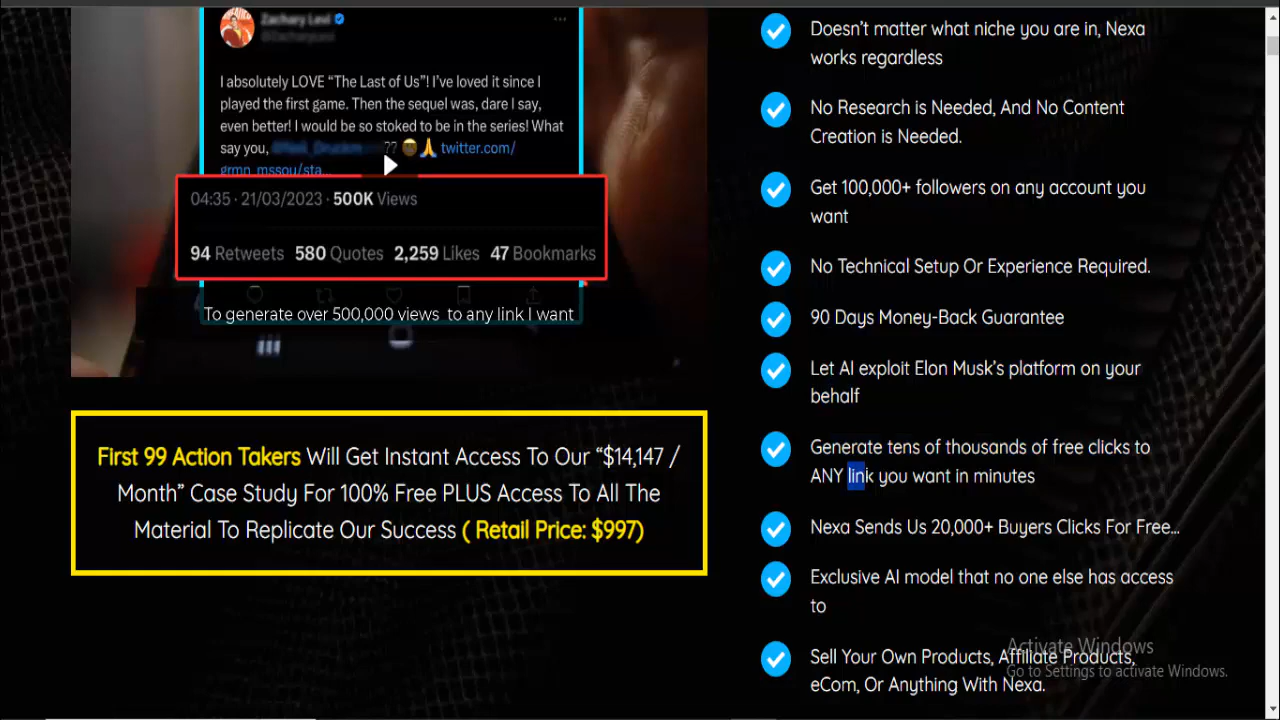 Zachary Levi
I absolutely LOVE “The Last of Us”! I’ve loved it since I
played the first game. Then the sequel was, dare I say,
even better! I would be so stoked to be in the series! What
say you, ?? twitter.com/
grmn_mssou/sta...
04:35 · 21/03/2023 · 500K Views
94 Retweets 580 Quotes 2,259 Likes 47 Bookmarks
To generate over 500,000 views to any link I want
First 99 Action Takers Will Get Instant Access To Our “$14,147 /
Month” Case Study For 100% Free PLUS Access To All The
Material To Replicate Our Success ( Retail Price: $997)
Doesn’t matter what niche you are in, Nexa
works regardless
No Research is Needed, And No Content
Creation is Needed.
Get 100,000+ followers on any account you
want
No Technical Setup Or Experience Required.
90 Days Money-Back Guarantee
Let AI exploit Elon Musk’s platform on your
behalf
Generate tens of thousands of free clicks to
ANY link you want in minutes
Nexa Sends Us 20,000+ Buyers Clicks For Free...
Exclusive AI model that no one else has access
to
Sell Your Own Products, Affiliate Products,
eCom, Or Anything With Nexa.
Activate Windows
Go to Settings to activate Windows.